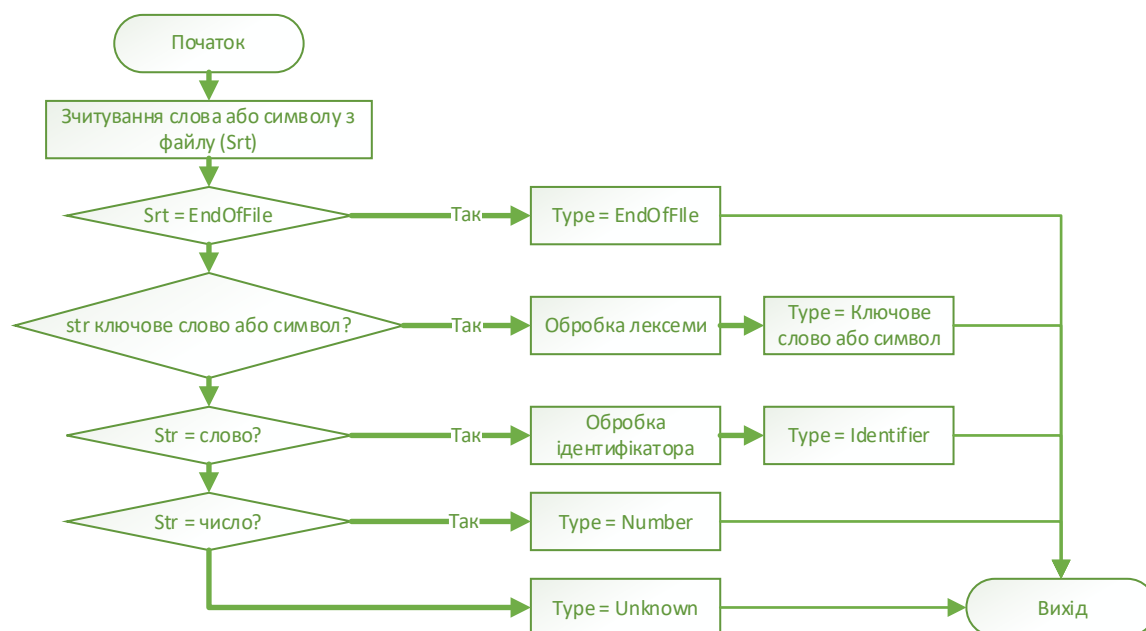 Початок
Зчитування слова або символу з
файлу (Srt)
Srt = EndOfFile
Так
Type = EndOfFIle
str ключове слово або символ?
Так
Обробка лексеми
Type = Ключове
слово або символ
Str = слово?
Так
Обробка
ідентифікатора
Type = Identifier
Str = число?
Так
Type = Number
Type = Unknown
Вихід